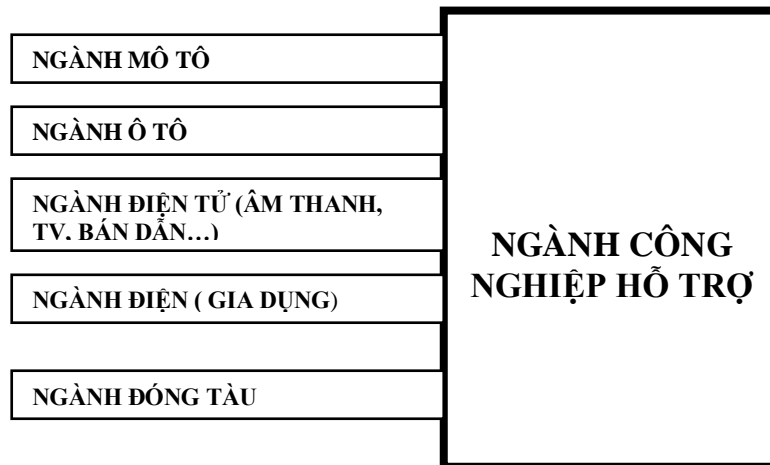 NGÀNH MÔ TÔ
NGÀNH Ô TÔ
NGÀNH ĐIỆN TỬ (ÂM THANH,
TV, BÁN DẪN…)
NGÀNH ĐIỆN ( GIA DỤNG)
NGÀNH ĐÓNG TÀU
NGÀNH CÔNG
NGHIỆP HỖ TRỢ